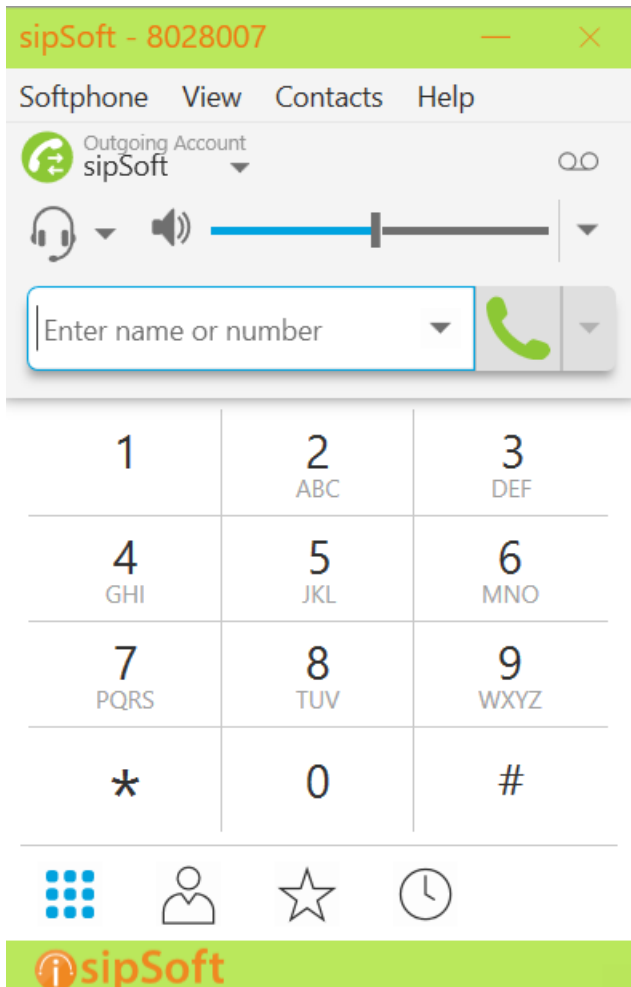 sipSoft - 8028007
Softphone View Contacts Help
Outgoing Account
sipSoft
Enter name or number
1 2 3
ABC DEF
4 5 6
GHI JKL MNO
7 8 9
PQRS TUV WXYZ
* 0 #
sipSoft